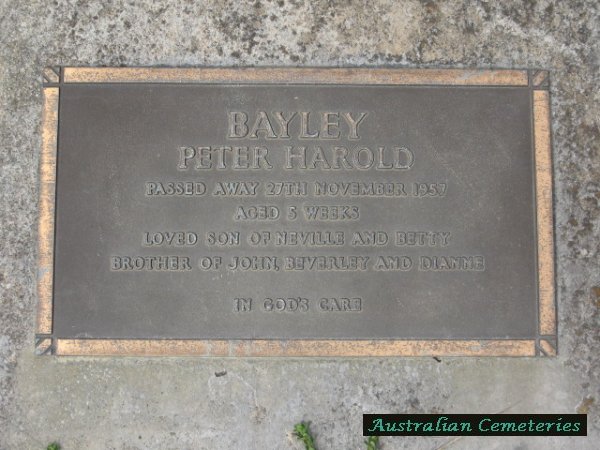 BAYLEY
PETER HAROLD
PASSED AWAY 27TH NOVEMBER 1957
AGED 5 WEEKS
LOVED SON OF NEVILLE AND BETTY
BROTHER OF JOHN, BEVERLEY AND DIANNE
IN GOD'S CARE
Australian Cemeteries